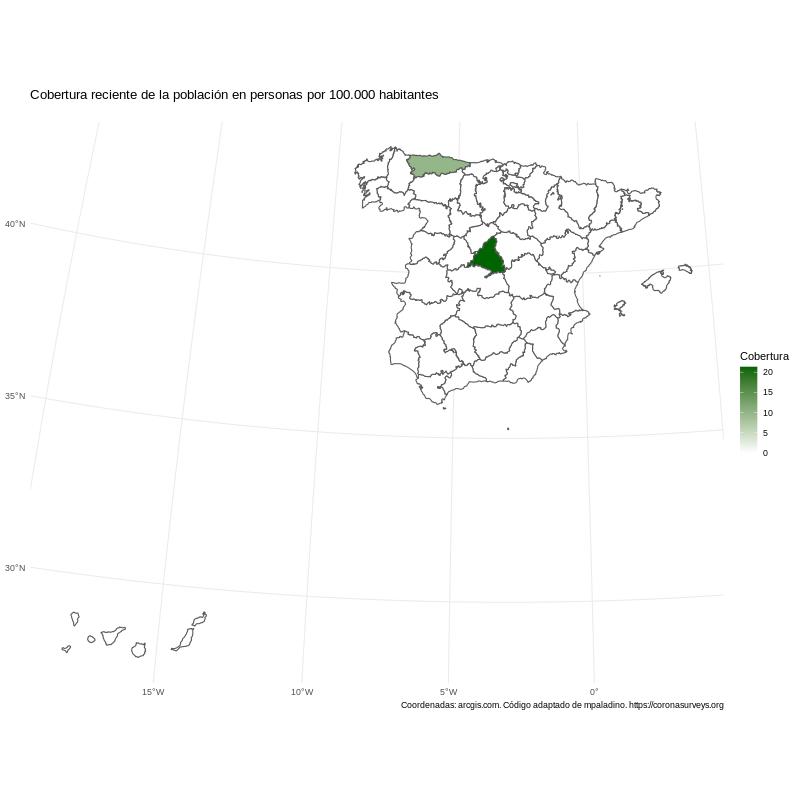 Cobertura reciente de la población en personas por 100.000 habitantes
40°N
35°N
30°N
15°W
10°W
5°W
0°
Cobertura
20
15
10
5
0
Coordenadas: arcgis.com. Código adaptado de mpaladino. https://coronasurveys.org